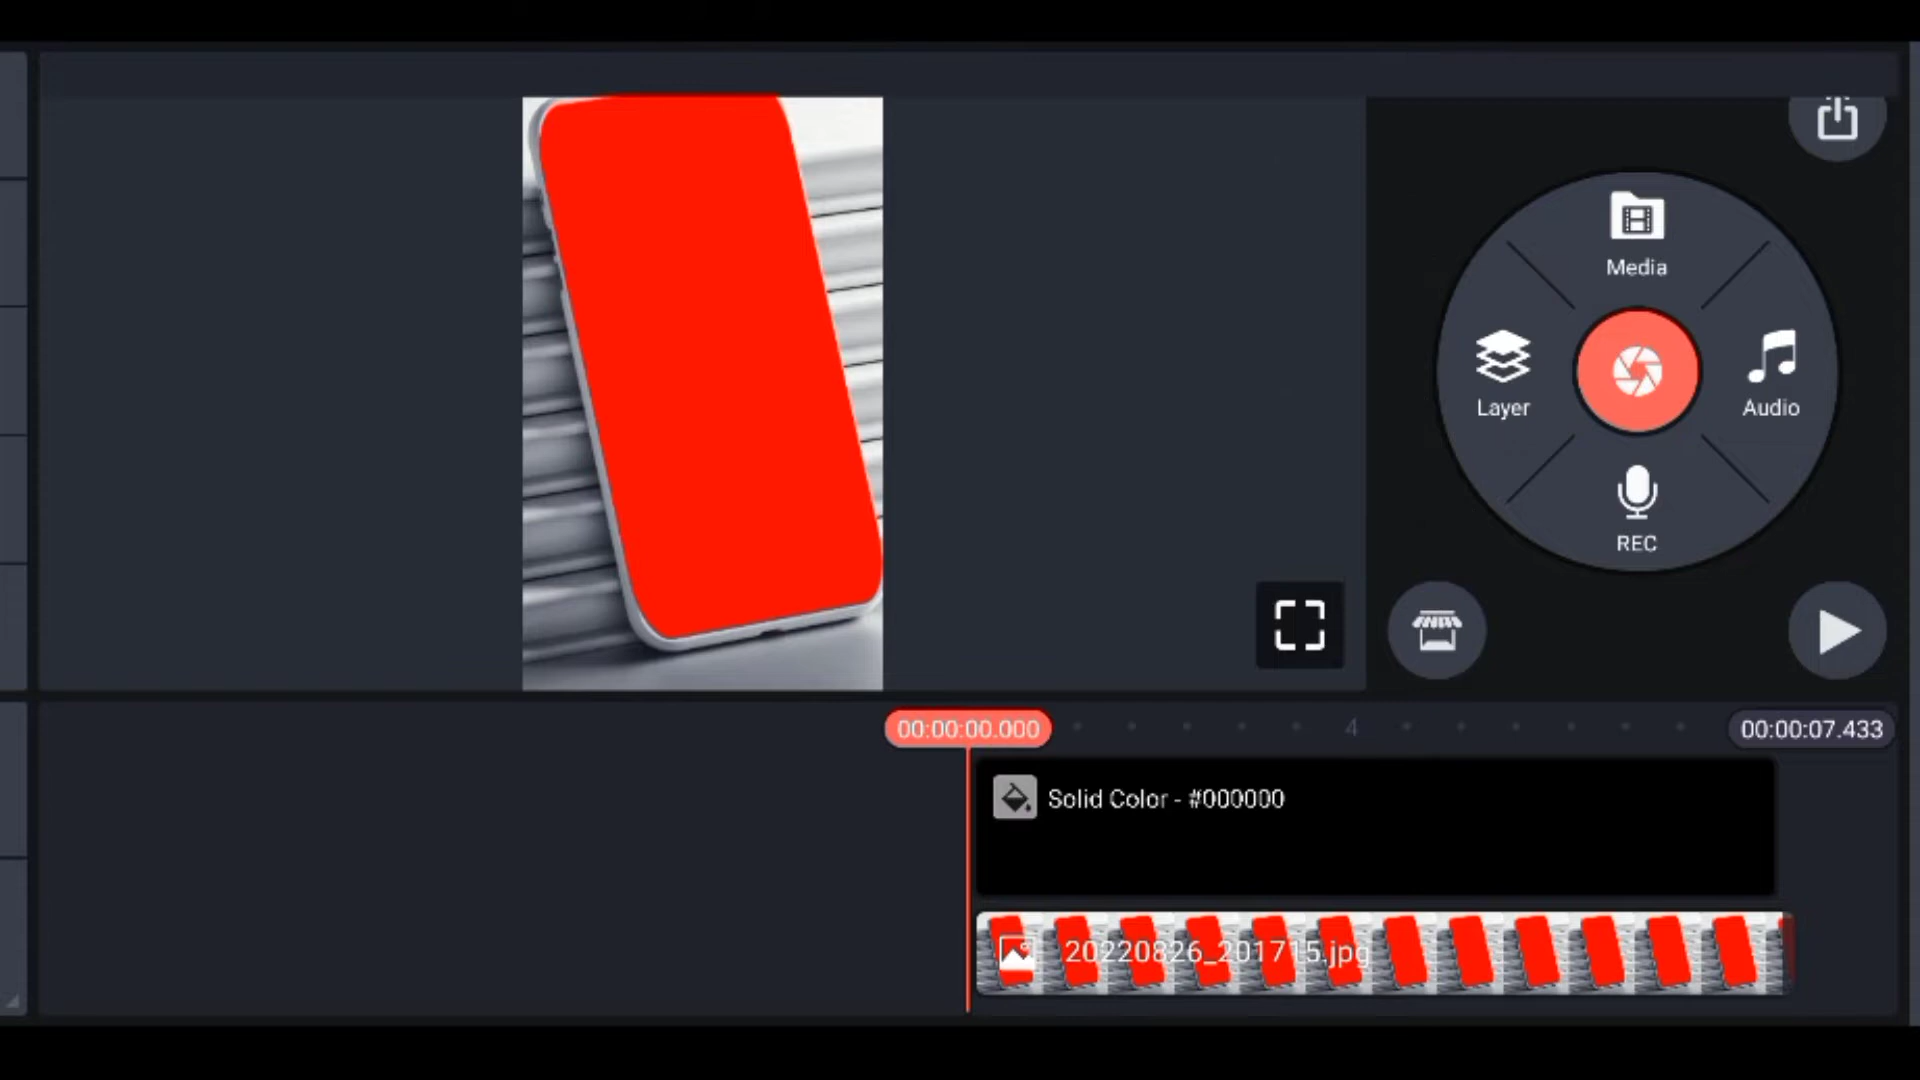 Media
Layer
Audio
REC
00:00:00.000
4
00:00:07.433
Solid Color - #000000
20220826_201715.jpg